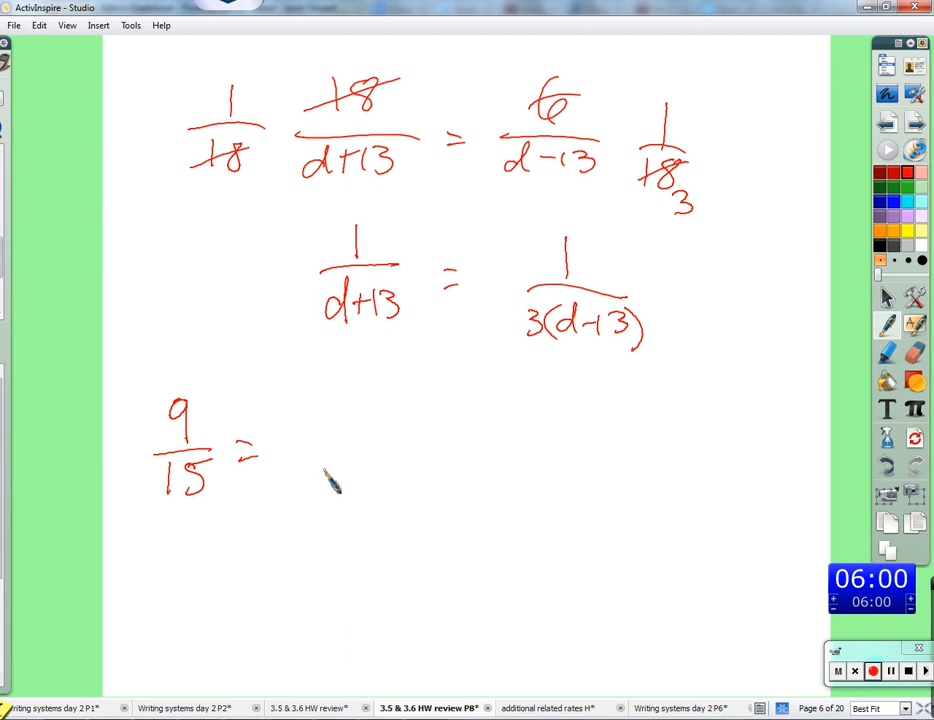 ActivInspire - Studio
File Edit View Insert Tools Help
1/18 18/d+13 = 6/d-13 1/18
3
1/d+13 = 1/3(d-13)
9/15 =
06:00
06:00
M
riting systems day 2 P1* Writing systems day 2 P2* 3.5 & 3.6 HW review* 3.5 & 3.6 HW review P8* additional related rates H* Writing systems day 2 P6* Page 6 of 20 Best Fit